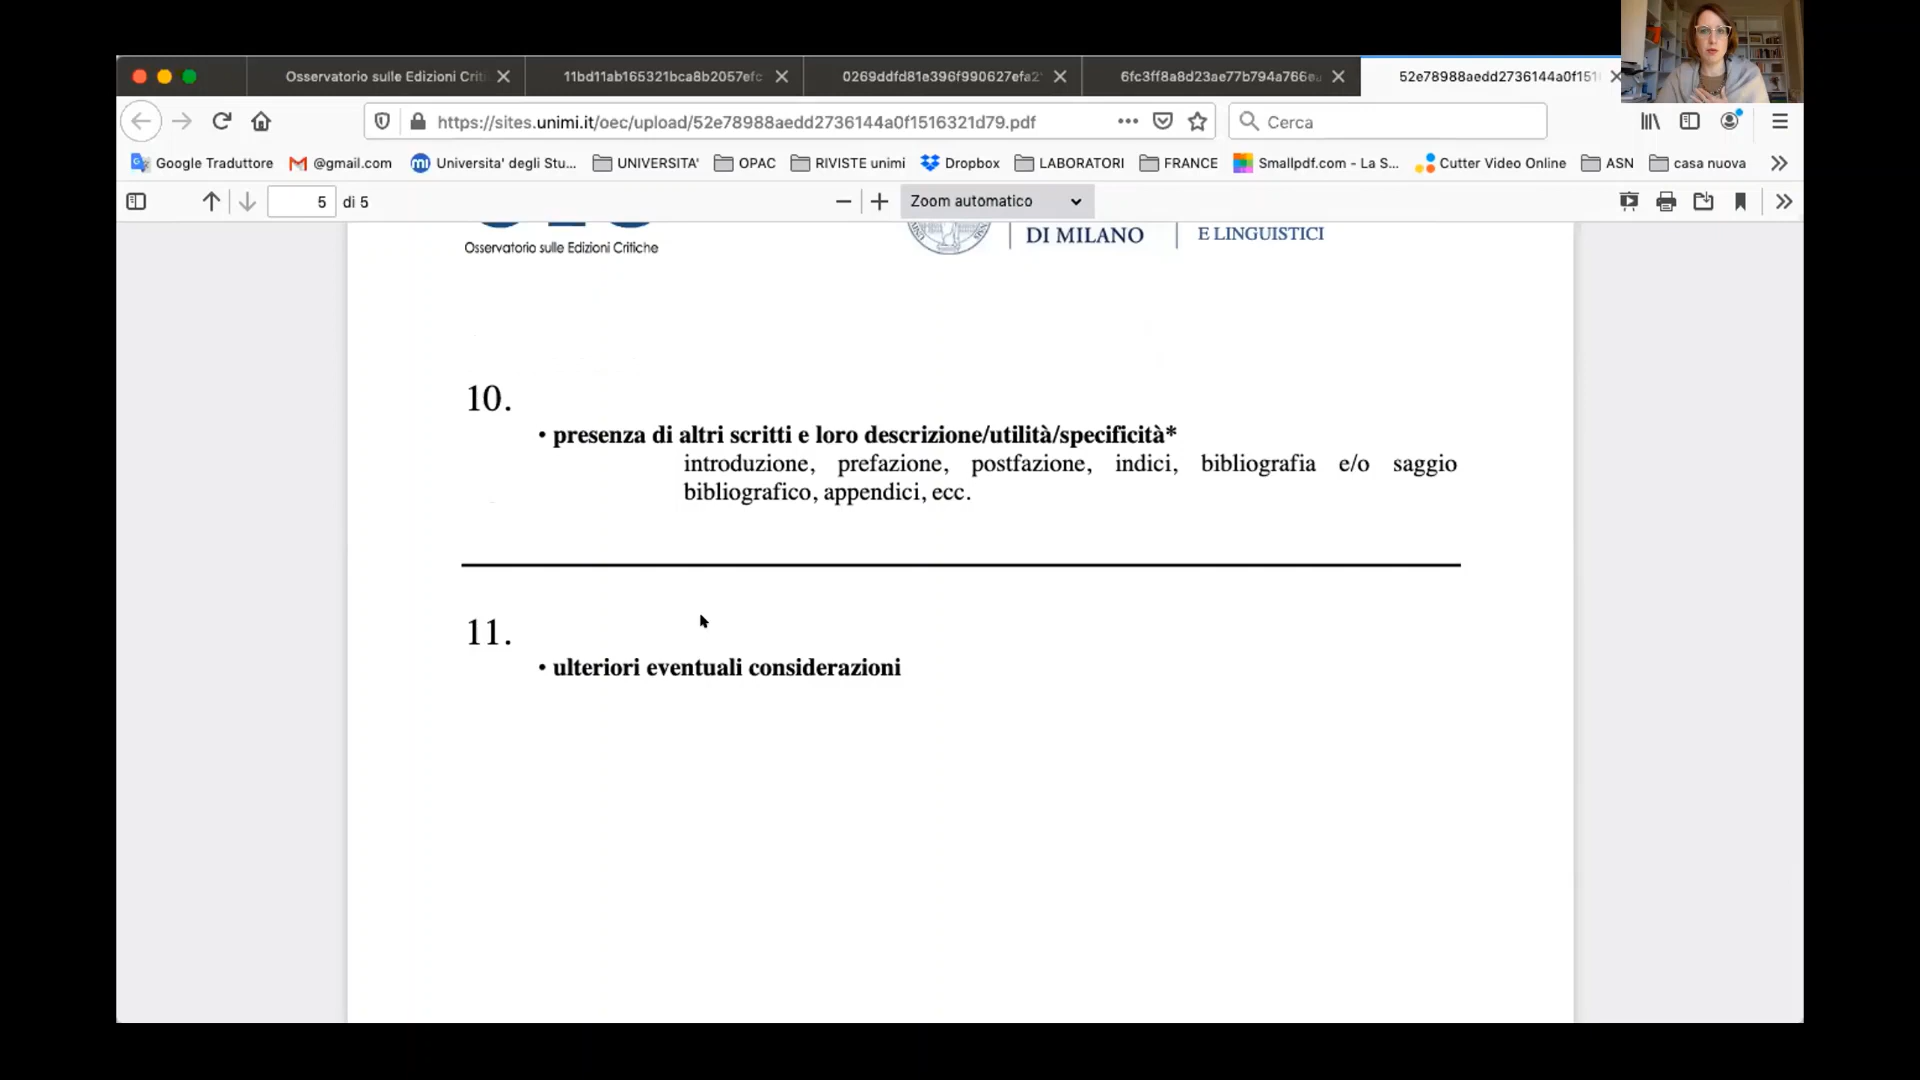 Osservatorio sulle Edizioni Crit
11bd11ab165321bca8b2057efc
0269ddfd81e396f990627efa2
6fc3ff8a8d23ae77b794a766e
52e78988aedd2736144a0f151
https://sites.unimi.it/oec/upload/52e78988aedd2736144a0f1516321d79.pdf
Cerca
Google Traduttore @gmail.com Universita' degli Stu... UNIVERSITA' OPAC RIVISTE unimi Dropbox LABORATORI FRANCE Smallpdf.com - La S... Cutter Video Online ASN casa nuova
5 di 5 Zoom automatico
Osservatorio sulle Edizioni Critiche
DI MILANO
E LINGUISTICI
10.
• presenza di altri scritti e loro descrizione/utilità/specificità*
introduzione, prefazione, postfazione, indici, bibliografia e/o saggio
bibliografico, appendici, ecc.
11.
• ulteriori eventuali considerazioni